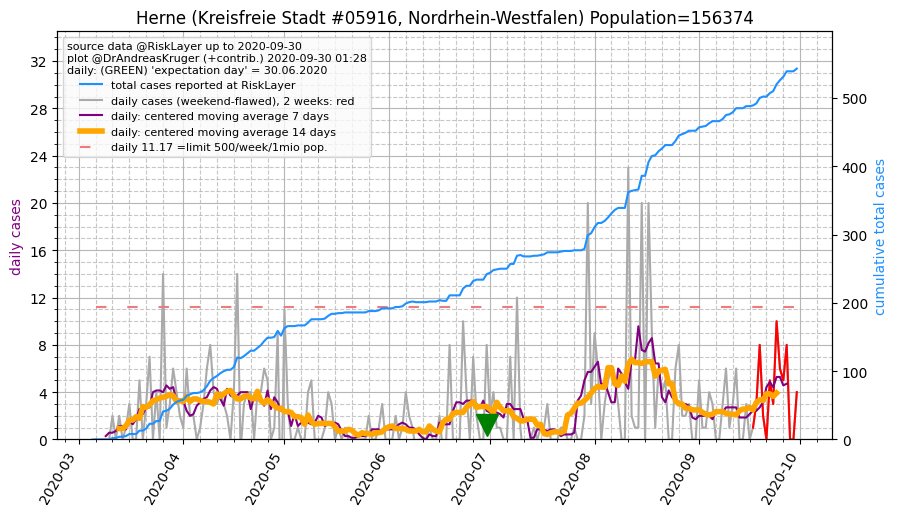 Herne (Kreisfreie Stadt #05916, Nordrhein-Westfalen) Population=156374
source data @RiskLayer up to 2020-09-30
plot @DrAndreasKruger (+contrib.) 2020-09-30 01:28
daily: (GREEN) 'expectation day' = 30.06.2020
total cases reported at RiskLayer
daily cases (weekend-flawed), 2 weeks: red
daily: centered moving average 7 days
daily: centered moving average 14 days
daily 11.17 =limit 500/week/1mio pop.
daily cases
32
28
24
20
16
12
8
4
0
cumulative total cases
500
400
300
200
100
0
2020-03
2020-04
2020-05
2020-06
2020-07
2020-08
2020-09
2020-10